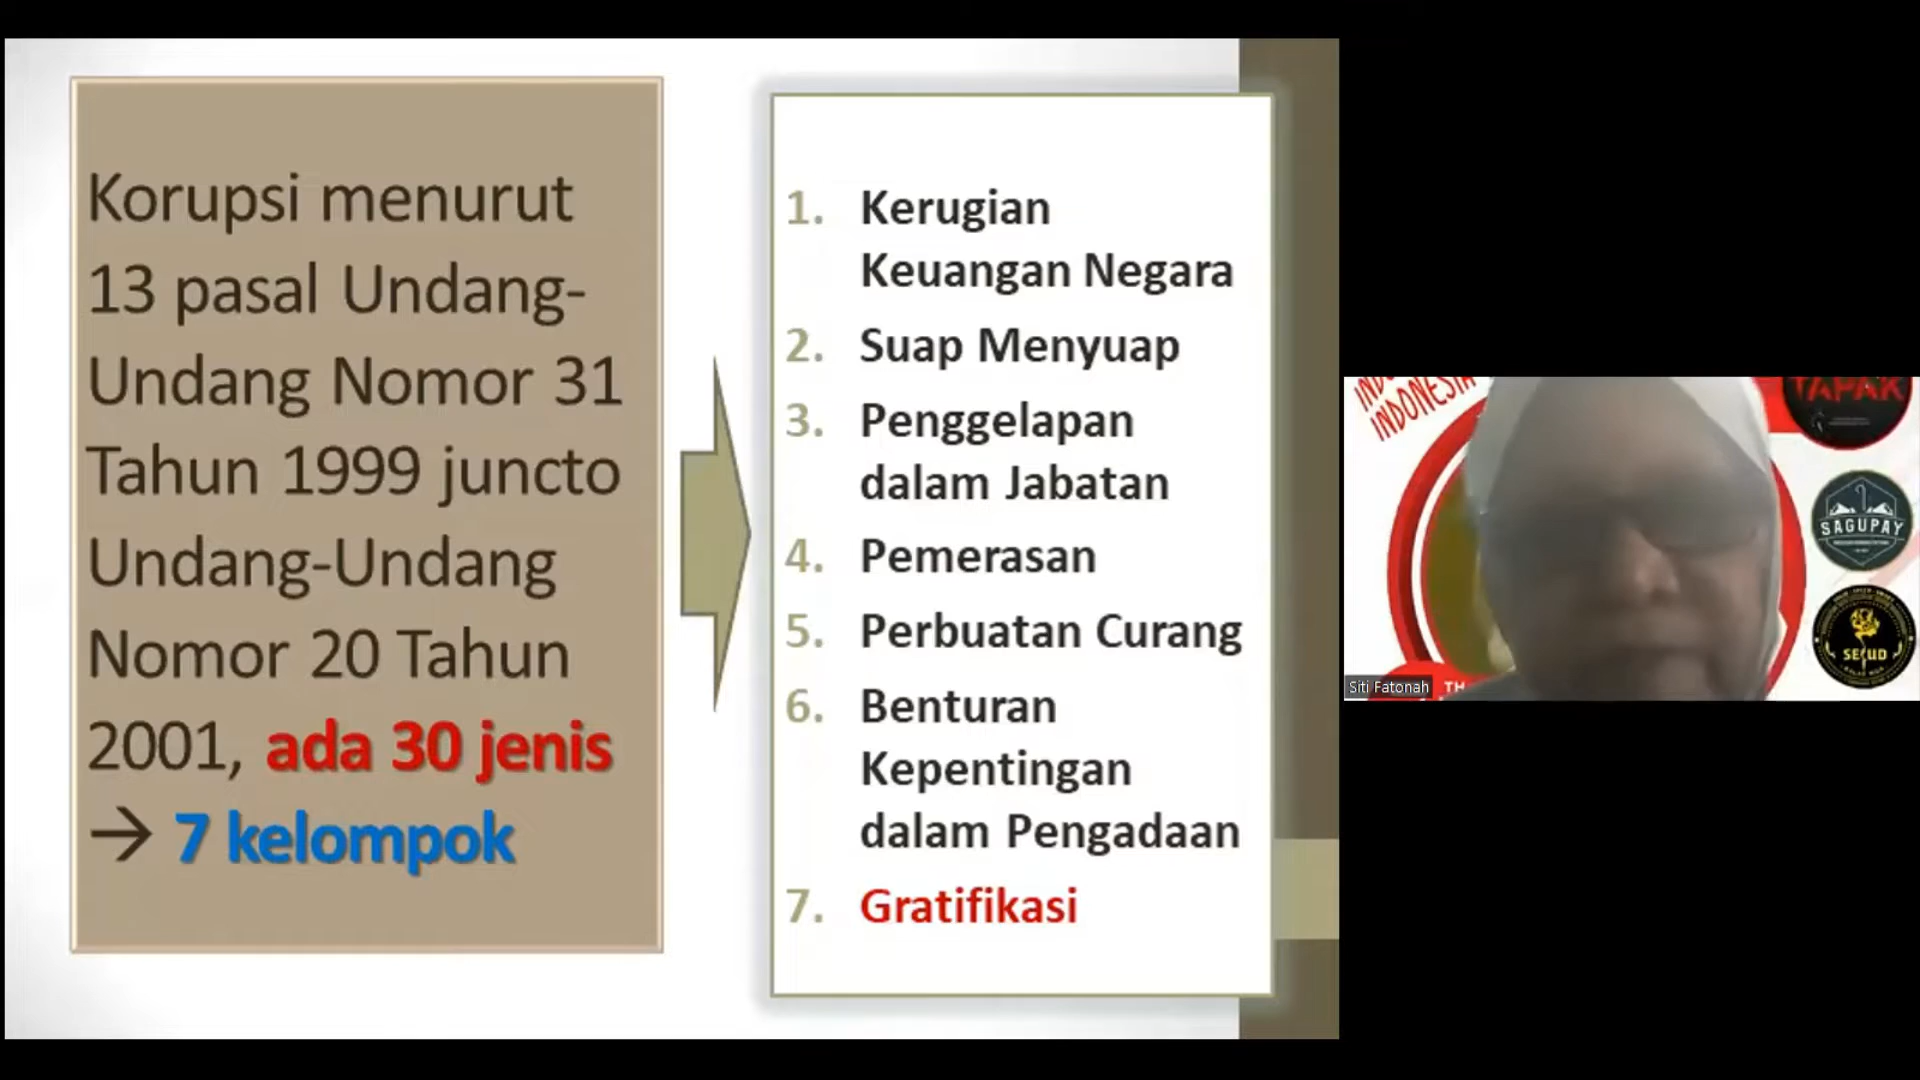 Korupsi menurut
13 pasal Undang-
Undang Nomor 31
Tahun 1999 juncto
Undang-Undang
Nomor 20 Tahun
2001, ada 30 jenis
→ 7 kelompok
1. Kerugian
Keuangan Negara
2. Suap Menyuap
3. Penggelapan
dalam Jabatan
4. Pemerasan
5. Perbuatan Curang
6. Benturan
Kepentingan
dalam Pengadaan
7. Gratifikasi
INDONESIA
TAPAK
SAGUPAY
Siti Fatonah
TH